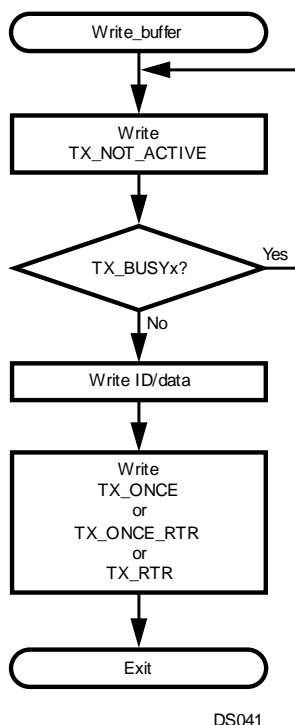 Write_buffer
Write
TX_NOT_ACTIVE
TX_BUSYx?
Yes
No
Write ID/data
Write
TX_ONCE
or
TX_ONCE_RTR
or
TX_RTR
Exit
DS041